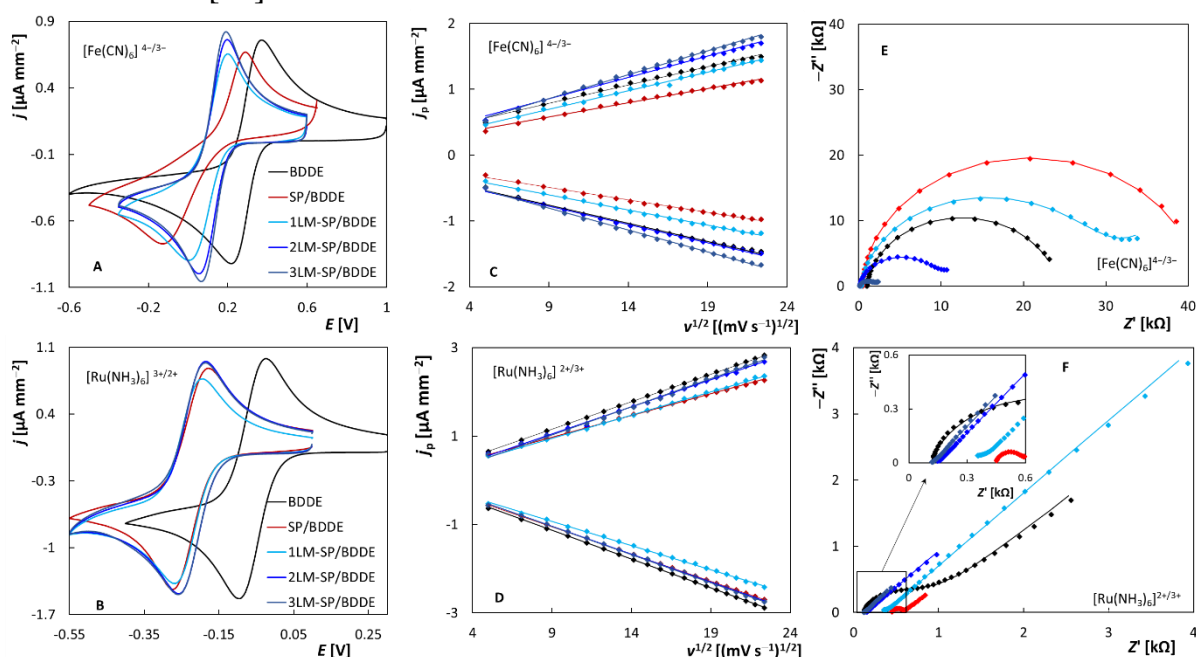 0.9
0.4
-0.1
-0.6
-1.1
-0.6
-0.2
0.2
0.6
1
j [µA mm⁻²]
E [V]
[Fe(CN)₆] ⁴⁻/³⁻
BDDE
SP/BDDE
1LM-SP/BDDE
2LM-SP/BDDE
3LM-SP/BDDE
A
2
1
0
-1
-2
4
8
12
16
20
24
jₚ [µA mm⁻²]
v¹/² [(mV s⁻¹)¹/²]
[Fe(CN)₆] ⁴⁻/³⁻
C
40
30
20
10
0
0
10
20
30
40
−Z'' [kΩ]
Z' [kΩ]
E
[Fe(CN)₆]⁴⁻/³⁻
1.1
0.4
-0.3
-1
-1.7
-0.55
-0.35
-0.15
0.05
0.25
j [µA mm⁻²]
E [V]
[Ru(NH₃)₆] ³⁺/²⁺
BDDE
SP/BDDE
1LM-SP/BDDE
2LM-SP/BDDE
3LM-SP/BDDE
B
3
1
-1
-3
4
8
12
16
20
24
jₚ [µA mm⁻²]
v¹/² [(mV s⁻¹)¹/²]
[Ru(NH₃)₆] ²⁺/³⁺
D
4
3
2
1
0
0
1
2
3
4
−Z'' [kΩ]
Z' [kΩ]
F
0.6
0.3
0
0
0.3
0.6
−Z'' [kΩ]
Z' [kΩ]
[Ru(NH₃)₆]²⁺/³⁺